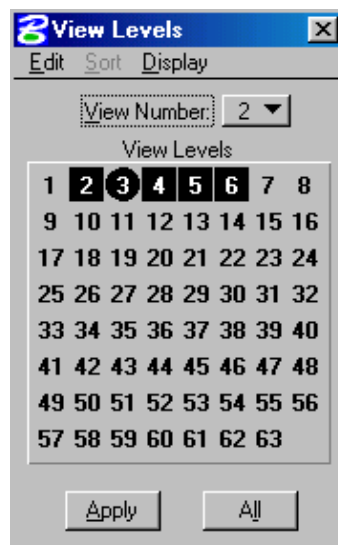 View Levels
Edit Sort Display
View Number: 2
View Levels
1 2 3 4 5 6 7 8
9 10 11 12 13 14 15 16
17 18 19 20 21 22 23 24
25 26 27 28 29 30 31 32
33 34 35 36 37 38 39 40
41 42 43 44 45 46 47 48
49 50 51 52 53 54 55 56
57 58 59 60 61 62 63
Apply All